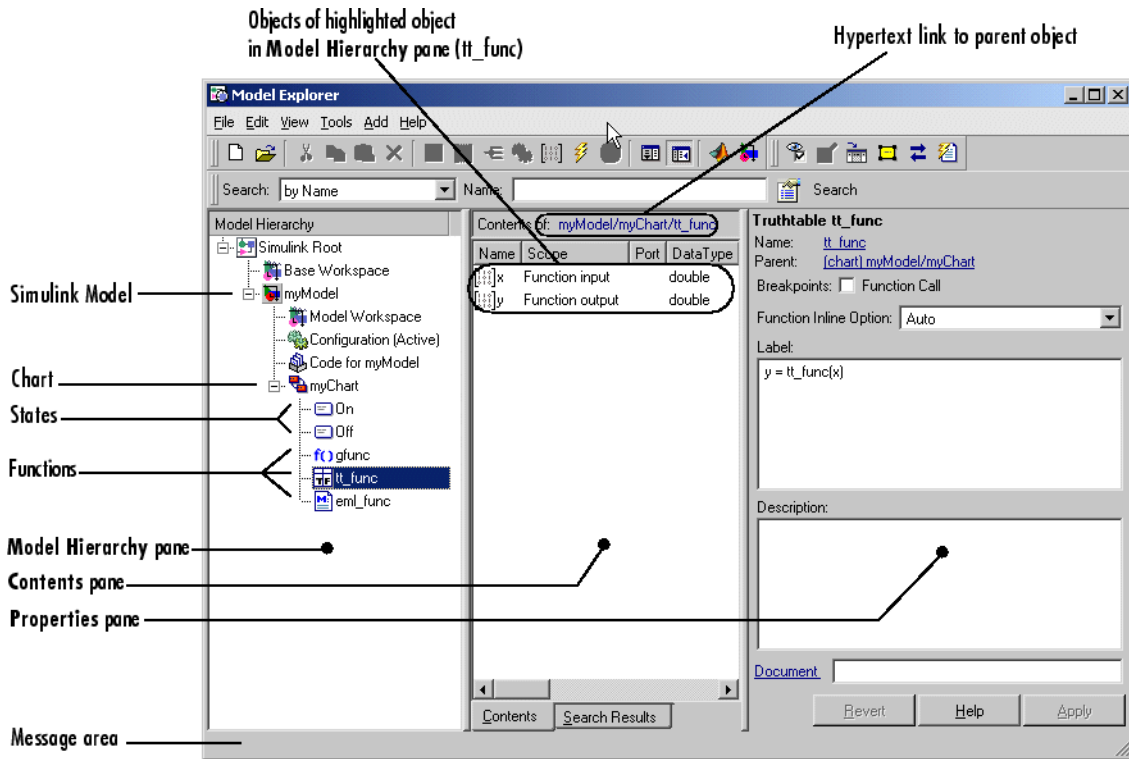 Objects of highlighted object
in Model Hierarchy pane (tt_func)
Hypertext link to parent object
Model Explorer
File Edit View Tools Add Help
Search: by Name Name: Search
Model Hierarchy
Simulink Root
Base Workspace
myModel
Model Workspace
Configuration (Active)
Code for myModel
myChart
On
Off
f() gfunc
tt_func
eml_func
Simulink Model
Chart
States
Functions
Model Hierarchy pane
Contents pane
Properties pane
Message area
Contents of: myModel/myChart/tt_func
Name Scope Port DataType
x Function input double
y Function output double
Contents Search Results
Truthtable tt_func
Name: tt_func
Parent: (chart) myModel/myChart
Breakpoints: Function Call
Function Inline Option: Auto
Label:
y = tt_func(x)
Description:
Document
Revert Help Apply